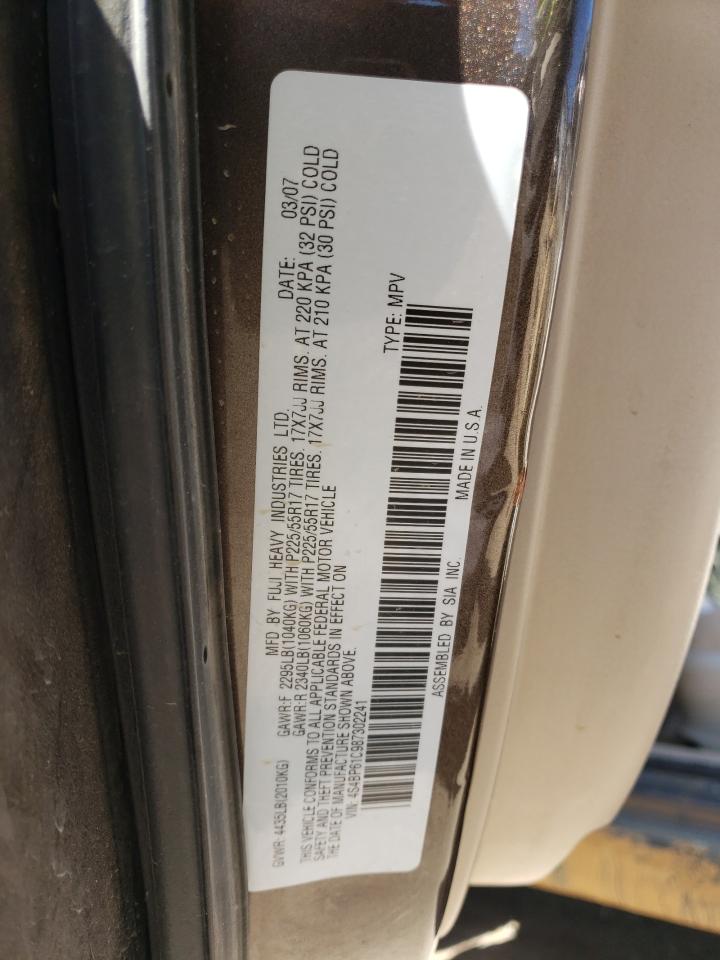 MFD BY FUJI HEAVY INDUSTRIES LTD. DATE: 03/07
GVWR: 4435LB(2010KG) GAWR:F 2295LB(1040KG) WITH P225/55R17 TIRES. 17X7JJ RIMS. AT 220 KPA (32 PSI) COLD
GAWR:R 2340LB(1060KG) WITH P225/55R17 TIRES. 17X7JJ RIMS. AT 210 KPA (30 PSI) COLD
THIS VEHICLE CONFORMS TO ALL APPLICABLE FEDERAL MOTOR VEHICLE
SAFETY AND THEFT PREVENTION STANDARDS IN EFFECT ON
THE DATE OF MANUFACTURE SHOWN ABOVE.
VIN: 4S4BP61C987302241 TYPE: MPV
ASSEMBLED BY SIA INC. MADE IN U.S.A.